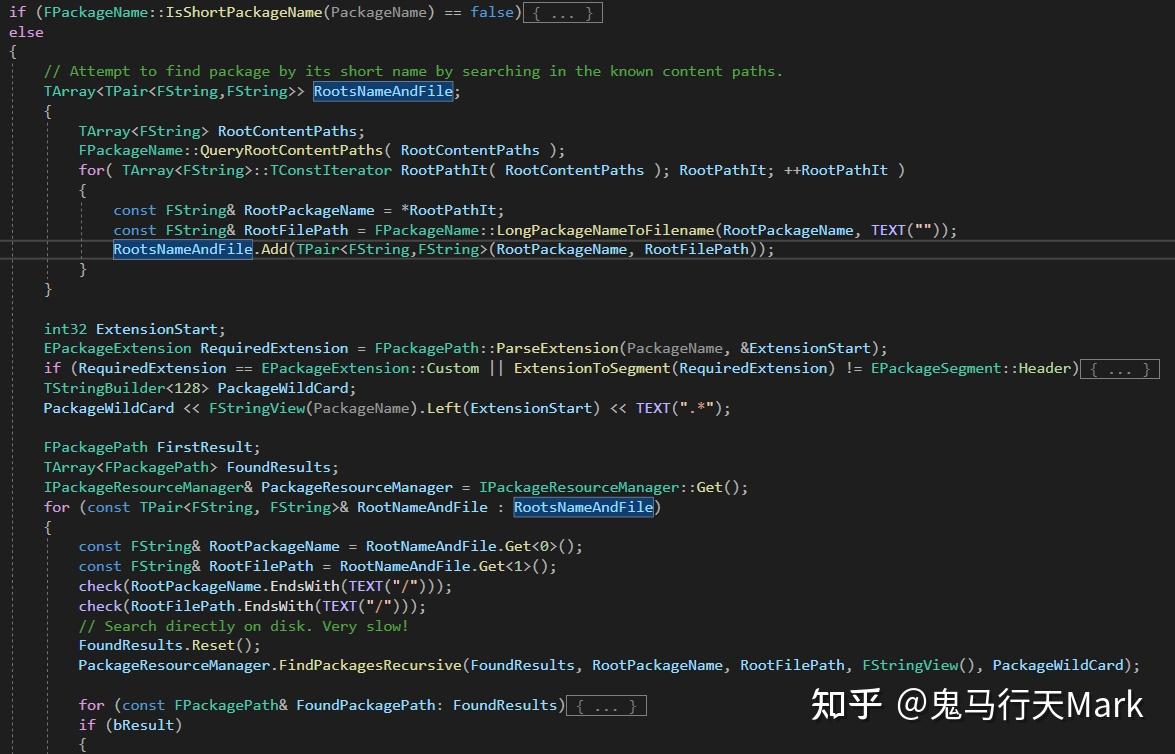 if (FPackageName::IsShortPackageName(PackageName) == false){ ... }
else
{
// Attempt to find package by its short name by searching in the known content paths.
TArray<TPair<FString,FString>> RootsNameAndFile;
{
TArray<FString> RootContentPaths;
FPackageName::QueryRootContentPaths( RootContentPaths );
for( TArray<FString>::TConstIterator RootPathIt( RootContentPaths ); RootPathIt; ++RootPathIt )
{
const FString& RootPackageName = *RootPathIt;
const FString& RootFilePath = FPackageName::LongPackageNameToFilename(RootPackageName, TEXT(""));
RootsNameAndFile.Add(TPair<FString,FString>(RootPackageName, RootFilePath));
}
}
int32 ExtensionStart;
EPackageExtension RequiredExtension = FPackagePath::ParseExtension(PackageName, &ExtensionStart);
if (RequiredExtension == EPackageExtension::Custom || ExtensionToSegment(RequiredExtension) != EPackageSegment::Header){ ... }
TStringBuilder<128> PackageWildCard;
PackageWildCard << FStringView(PackageName).Left(ExtensionStart) << TEXT(".*");
FPackagePath FirstResult;
TArray<FPackagePath> FoundResults;
IPackageResourceManager& PackageResourceManager = IPackageResourceManager::Get();
for (const TPair<FString, FString>& RootNameAndFile : RootsNameAndFile)
{
const FString& RootPackageName = RootNameAndFile.Get<0>();
const FString& RootFilePath = RootNameAndFile.Get<1>();
check(RootPackageName.EndsWith(TEXT("/")));
check(RootFilePath.EndsWith(TEXT("/")));
// Search directly on disk. Very slow!
FoundResults.Reset();
PackageResourceManager.FindPackagesRecursive(FoundResults, RootPackageName, RootFilePath, FStringView(), PackageWildCard);
for (const FPackagePath& FoundPackagePath: FoundResults){ ... }
if (bResult)
{
知乎 @鬼马行天Mark